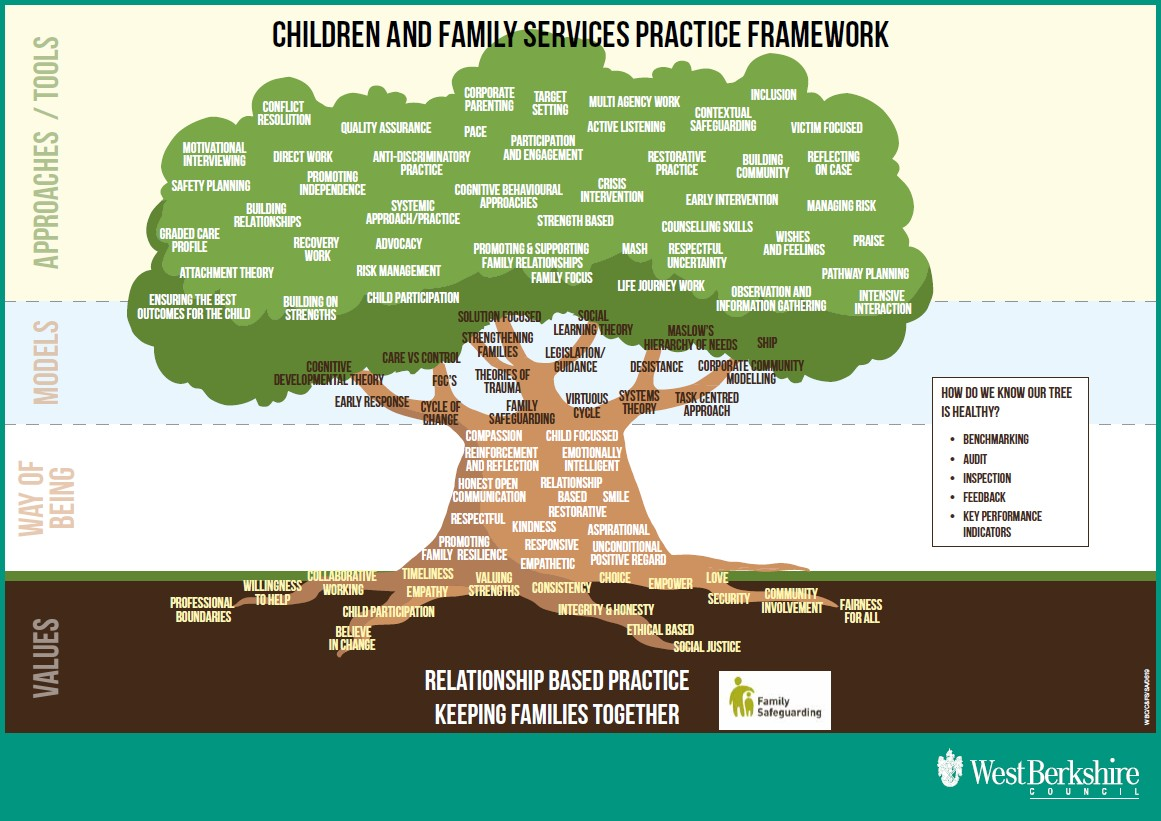 CHILDREN AND FAMILY SERVICES PRACTICE FRAMEWORK
APPROACHES / TOOLS
CONFLICT
RESOLUTION
CORPORATE
PARENTING
TARGET
SETTING
MULTI AGENCY WORK
INCLUSION
QUALITY ASSURANCE
PACE
ACTIVE LISTENING
CONTEXTUAL
SAFEGUARDING
VICTIM FOCUSED
MOTIVATIONAL
INTERVIEWING
DIRECT WORK
ANTI-DISCRIMINATORY
PRACTICE
PARTICIPATION
AND ENGAGEMENT
RESTORATIVE
PRACTICE
BUILDING
COMMUNITY
REFLECTING
ON CASE
SAFETY PLANNING
PROMOTING
INDEPENDENCE
COGNITIVE BEHAVIOURAL
APPROACHES
CRISIS
INTERVENTION
EARLY INTERVENTION
MANAGING RISK
BUILDING
RELATIONSHIPS
SYSTEMIC
APPROACH/PRACTICE
STRENGTH BASED
COUNSELLING SKILLS
GRADED CARE
PROFILE
RECOVERY
WORK
ADVOCACY
PROMOTING & SUPPORTING
FAMILY RELATIONSHIPS
MASH
RESPECTFUL
UNCERTAINTY
WISHES
AND FEELINGS
PRAISE
ATTACHMENT THEORY
RISK MANAGEMENT
FAMILY FOCUS
LIFE JOURNEY WORK
PATHWAY PLANNING
ENSURING THE BEST
OUTCOMES FOR THE CHILD
BUILDING ON
STRENGTHS
CHILD PARTICIPATION
OBSERVATION AND
INFORMATION GATHERING
INTENSIVE
INTERACTION
MODELS
SOLUTION FOCUSED
SOCIAL
LEARNING THEORY
STRENGTHENING
FAMILIES
MASLOW'S
HIERARCHY OF NEEDS
SHIP
CARE VS CONTROL
LEGISLATION/
GUIDANCE
COGNITIVE
DEVELOPMENTAL THEORY
FGC'S
THEORIES OF
TRAUMA
DESISTANCE
CORPORATE COMMUNITY
MODELLING
EARLY RESPONSE
CYCLE OF
CHANGE
FAMILY
SAFEGUARDING
VIRTUOUS
CYCLE
SYSTEMS
THEORY
TASK CENTRED
APPROACH
WAY OF
BEING
COMPASSION
CHILD FOCUSSED
REINFORCEMENT
AND REFLECTION
EMOTIONALLY
INTELLIGENT
HONEST OPEN
COMMUNICATION
RELATIONSHIP
BASED
SMILE
RESPECTFUL
RESTORATIVE
KINDNESS
ASPIRATIONAL
PROMOTING
FAMILY RESILIENCE
RESPONSIVE
UNCONDITIONAL
POSITIVE REGARD
EMPATHETIC
HOW DO WE KNOW OUR TREE
IS HEALTHY?
• BENCHMARKING
• AUDIT
• INSPECTION
• FEEDBACK
• KEY PERFORMANCE
INDICATORS
VALUES
PROFESSIONAL
BOUNDARIES
WILLINGNESS
TO HELP
COLLABORATIVE
WORKING
TIMELINESS
EMPATHY
VALUING
STRENGTHS
CONSISTENCY
CHOICE
EMPOWER
LOVE
SECURITY
COMMUNITY
INVOLVEMENT
FAIRNESS
FOR ALL
CHILD PARTICIPATION
INTEGRITY & HONESTY
BELIEVE
IN CHANGE
ETHICAL BASED
SOCIAL JUSTICE
RELATIONSHIP BASED PRACTICE
KEEPING FAMILIES TOGETHER
Family
Safeguarding
West Berkshire
COUNCIL